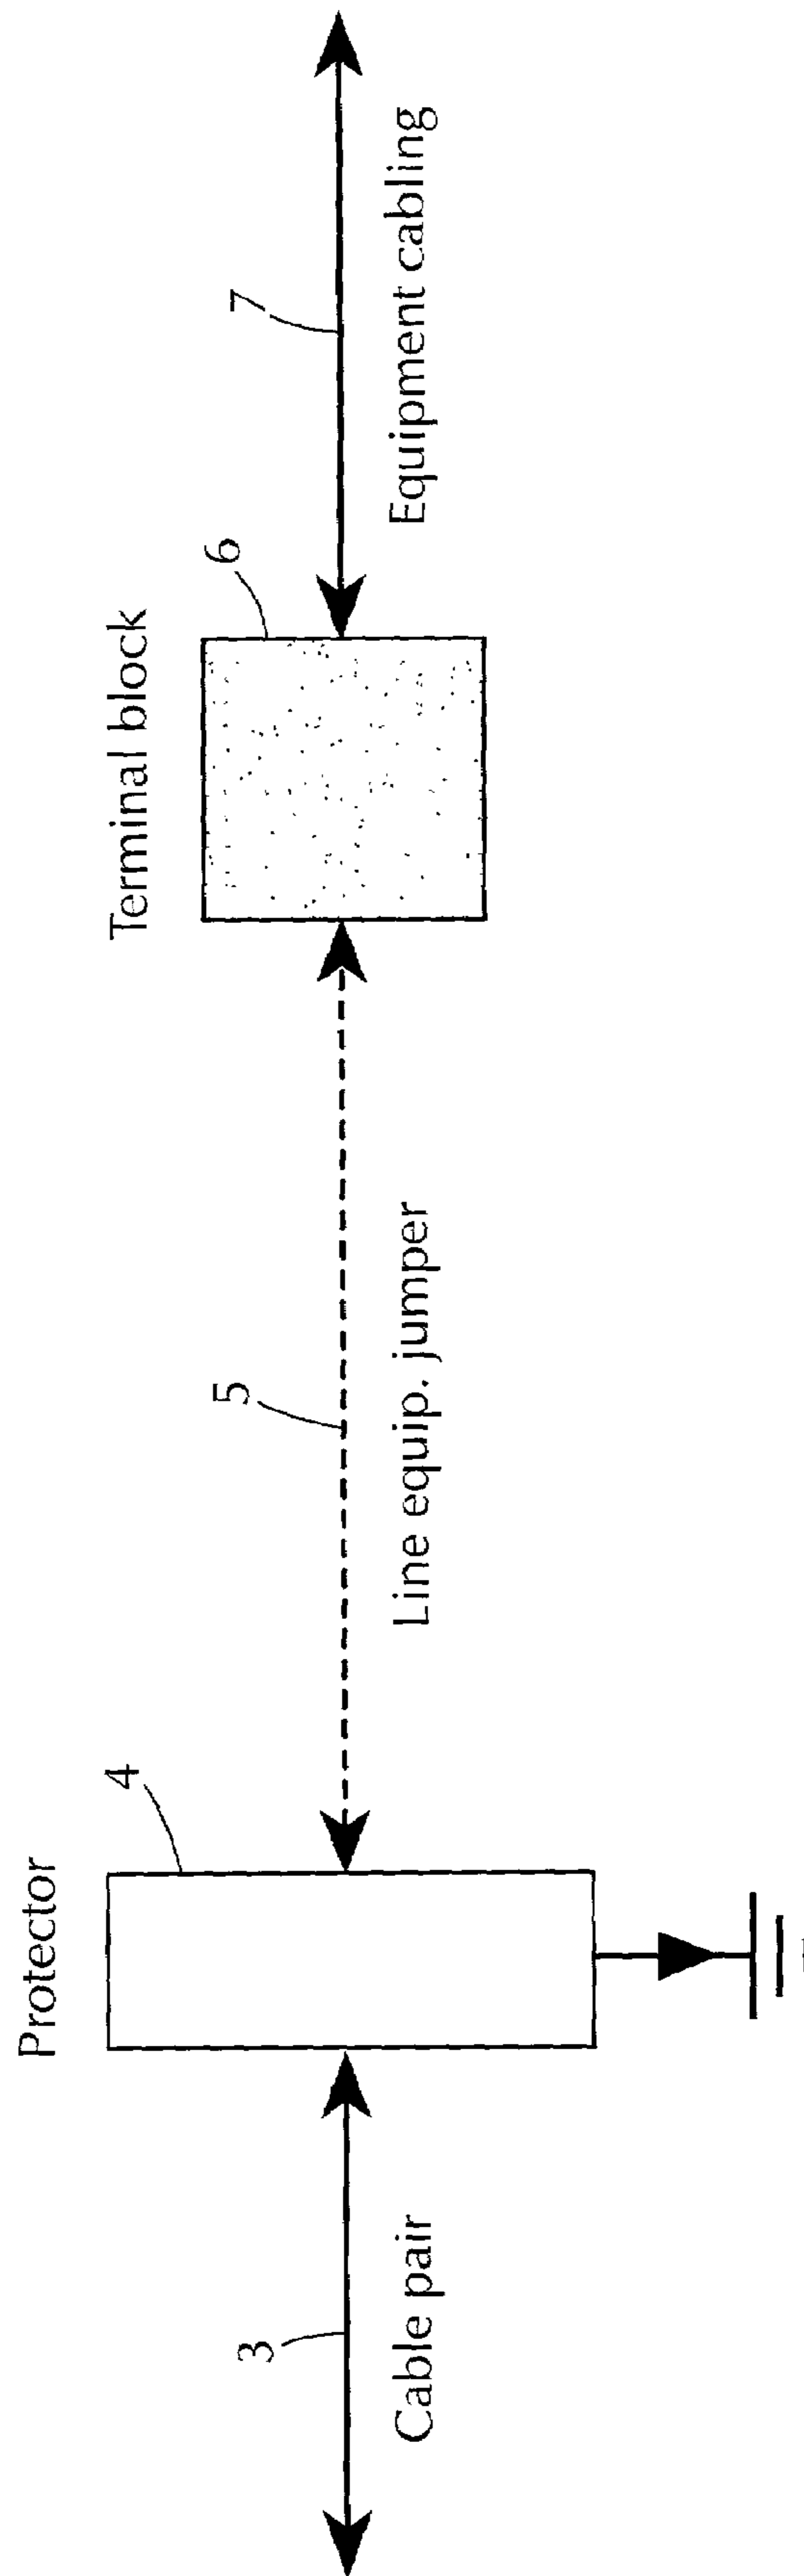 Protector
4
Terminal block
6
3
5
7
Cable pair
Line equip. jumper
Equipment cabling